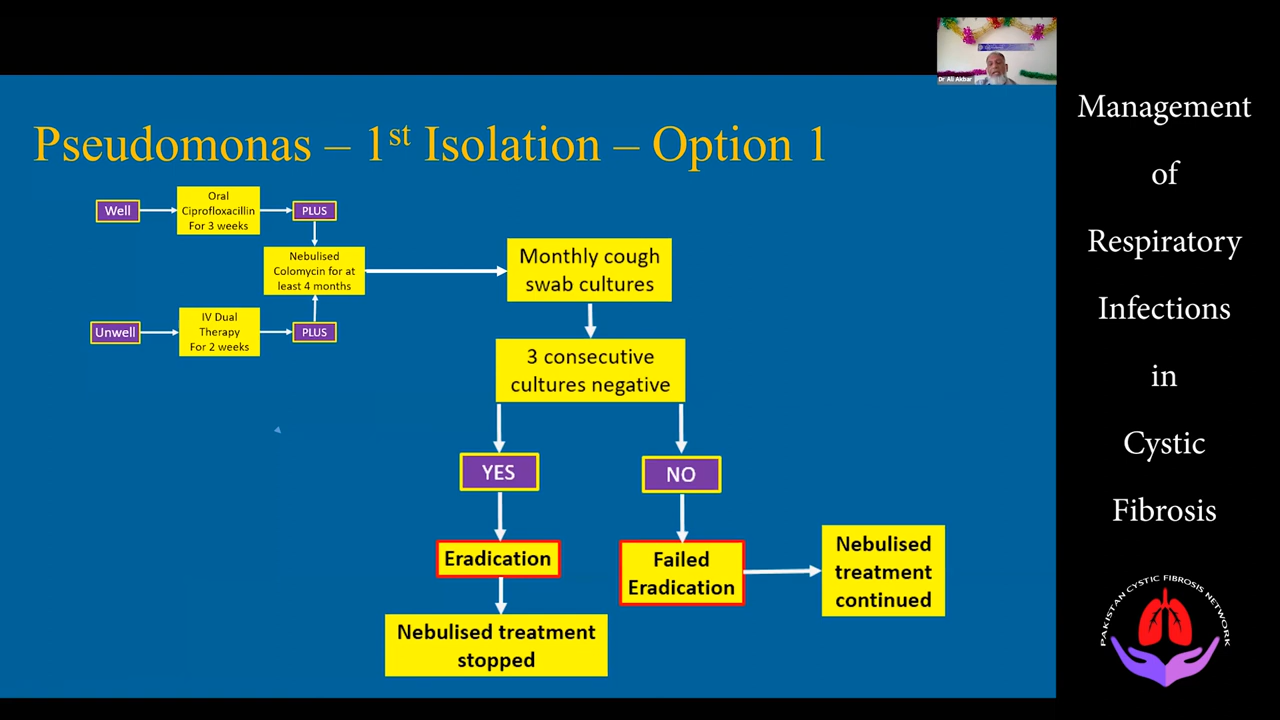 Dr Ali Akbar
Pseudomonas – 1st Isolation – Option 1
Well
Oral
Ciprofloxacillin
For 3 weeks
PLUS
Nebulised
Colomycin for at
least 4 months
Unwell
IV Dual
Therapy
For 2 weeks
PLUS
Monthly cough
swab cultures
3 consecutive
cultures negative
YES
NO
Eradication
Failed
Eradication
Nebulised
treatment
continued
Nebulised treatment
stopped
Management
of
Respiratory
Infections
in
Cystic
Fibrosis
PAKISTAN CYSTIC FIBROSIS NETWORK